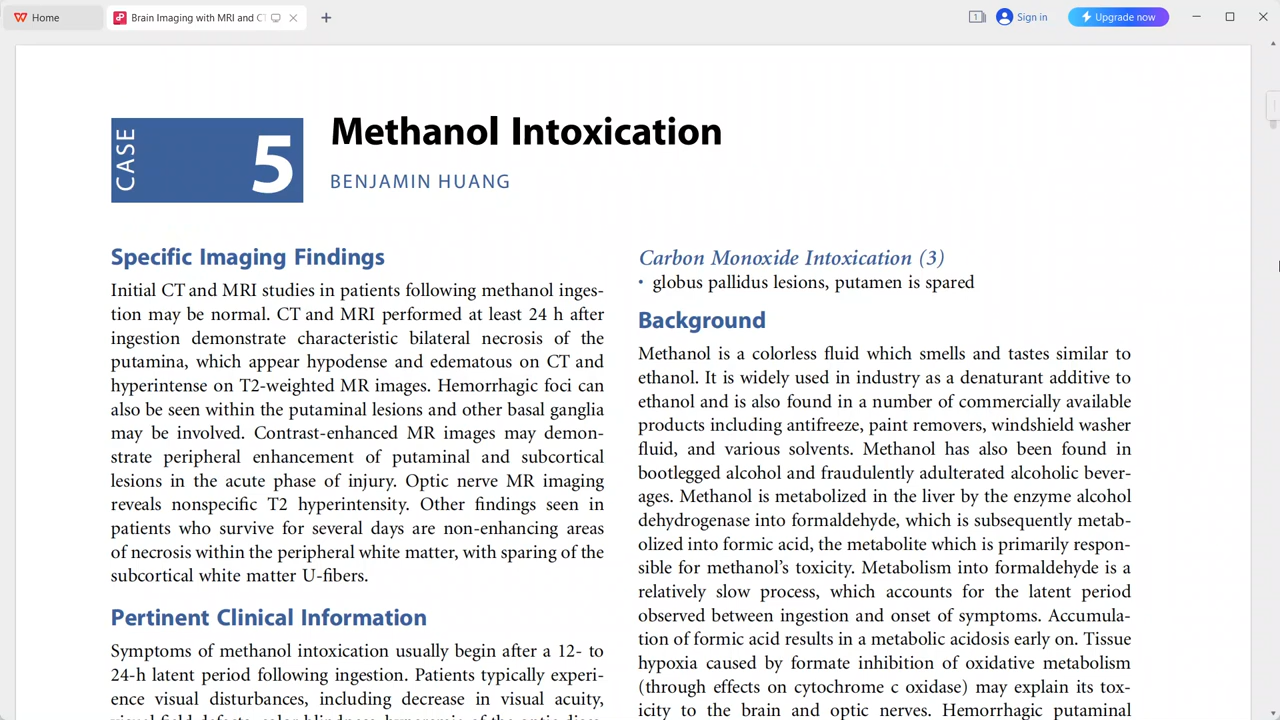 Home
Brain Imaging with MRI and C
1
Sign in
Upgrade now
CASE
5
Methanol Intoxication
BENJAMIN HUANG
Specific Imaging Findings
Initial CT and MRI studies in patients following methanol inges-
tion may be normal. CT and MRI performed at least 24 h after
ingestion demonstrate characteristic bilateral necrosis of the
putamina, which appear hypodense and edematous on CT and
hyperintense on T2-weighted MR images. Hemorrhagic foci can
also be seen within the putaminal lesions and other basal ganglia
may be involved. Contrast-enhanced MR images may demon-
strate peripheral enhancement of putaminal and subcortical
lesions in the acute phase of injury. Optic nerve MR imaging
reveals nonspecific T2 hyperintensity. Other findings seen in
patients who survive for several days are non-enhancing areas
of necrosis within the peripheral white matter, with sparing of the
subcortical white matter U-fibers.
Pertinent Clinical Information
Symptoms of methanol intoxication usually begin after a 12- to
24-h latent period following ingestion. Patients typically experi-
ence visual disturbances, including decrease in visual acuity,
Carbon Monoxide Intoxication (3)
• globus pallidus lesions, putamen is spared
Background
Methanol is a colorless fluid which smells and tastes similar to
ethanol. It is widely used in industry as a denaturant additive to
ethanol and is also found in a number of commercially available
products including antifreeze, paint removers, windshield washer
fluid, and various solvents. Methanol has also been found in
bootlegged alcohol and fraudulently adulterated alcoholic bever-
ages. Methanol is metabolized in the liver by the enzyme alcohol
dehydrogenase into formaldehyde, which is subsequently metab-
olized into formic acid, the metabolite which is primarily respon-
sible for methanol's toxicity. Metabolism into formaldehyde is a
relatively slow process, which accounts for the latent period
observed between ingestion and onset of symptoms. Accumula-
tion of formic acid results in a metabolic acidosis early on. Tissue
hypoxia caused by formate inhibition of oxidative metabolism
(through effects on cytochrome c oxidase) may explain its tox-
icity to the brain and optic nerves. Hemorrhagic putaminal